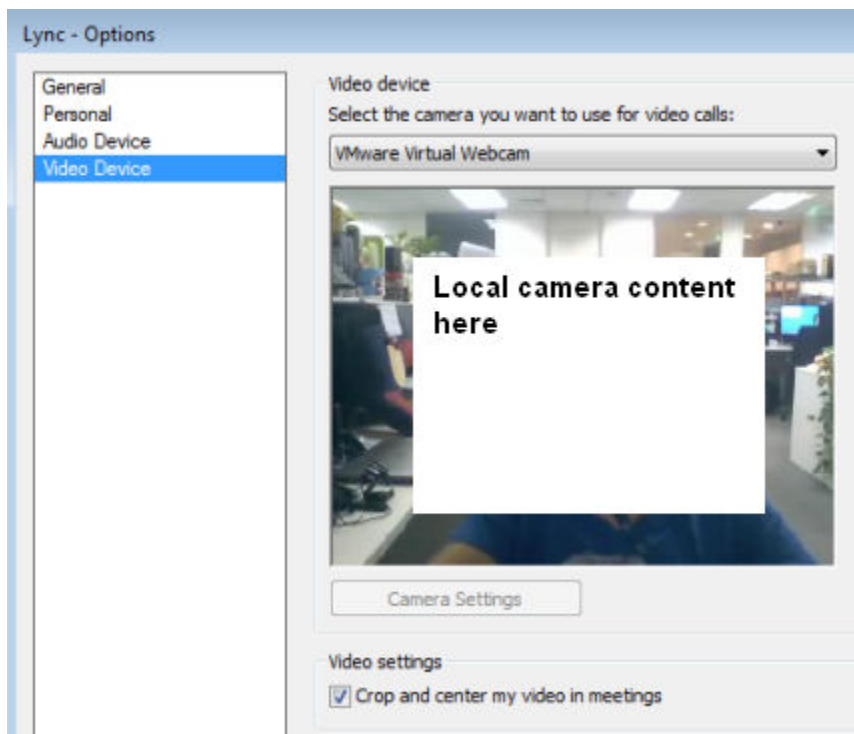 Lync - Options
General
Personal
Audio Device
Video Device
Video device
Select the camera you want to use for video calls:
VMware Virtual Webcam
Local camera content
here
Camera Settings
Video settings
Crop and center my video in meetings